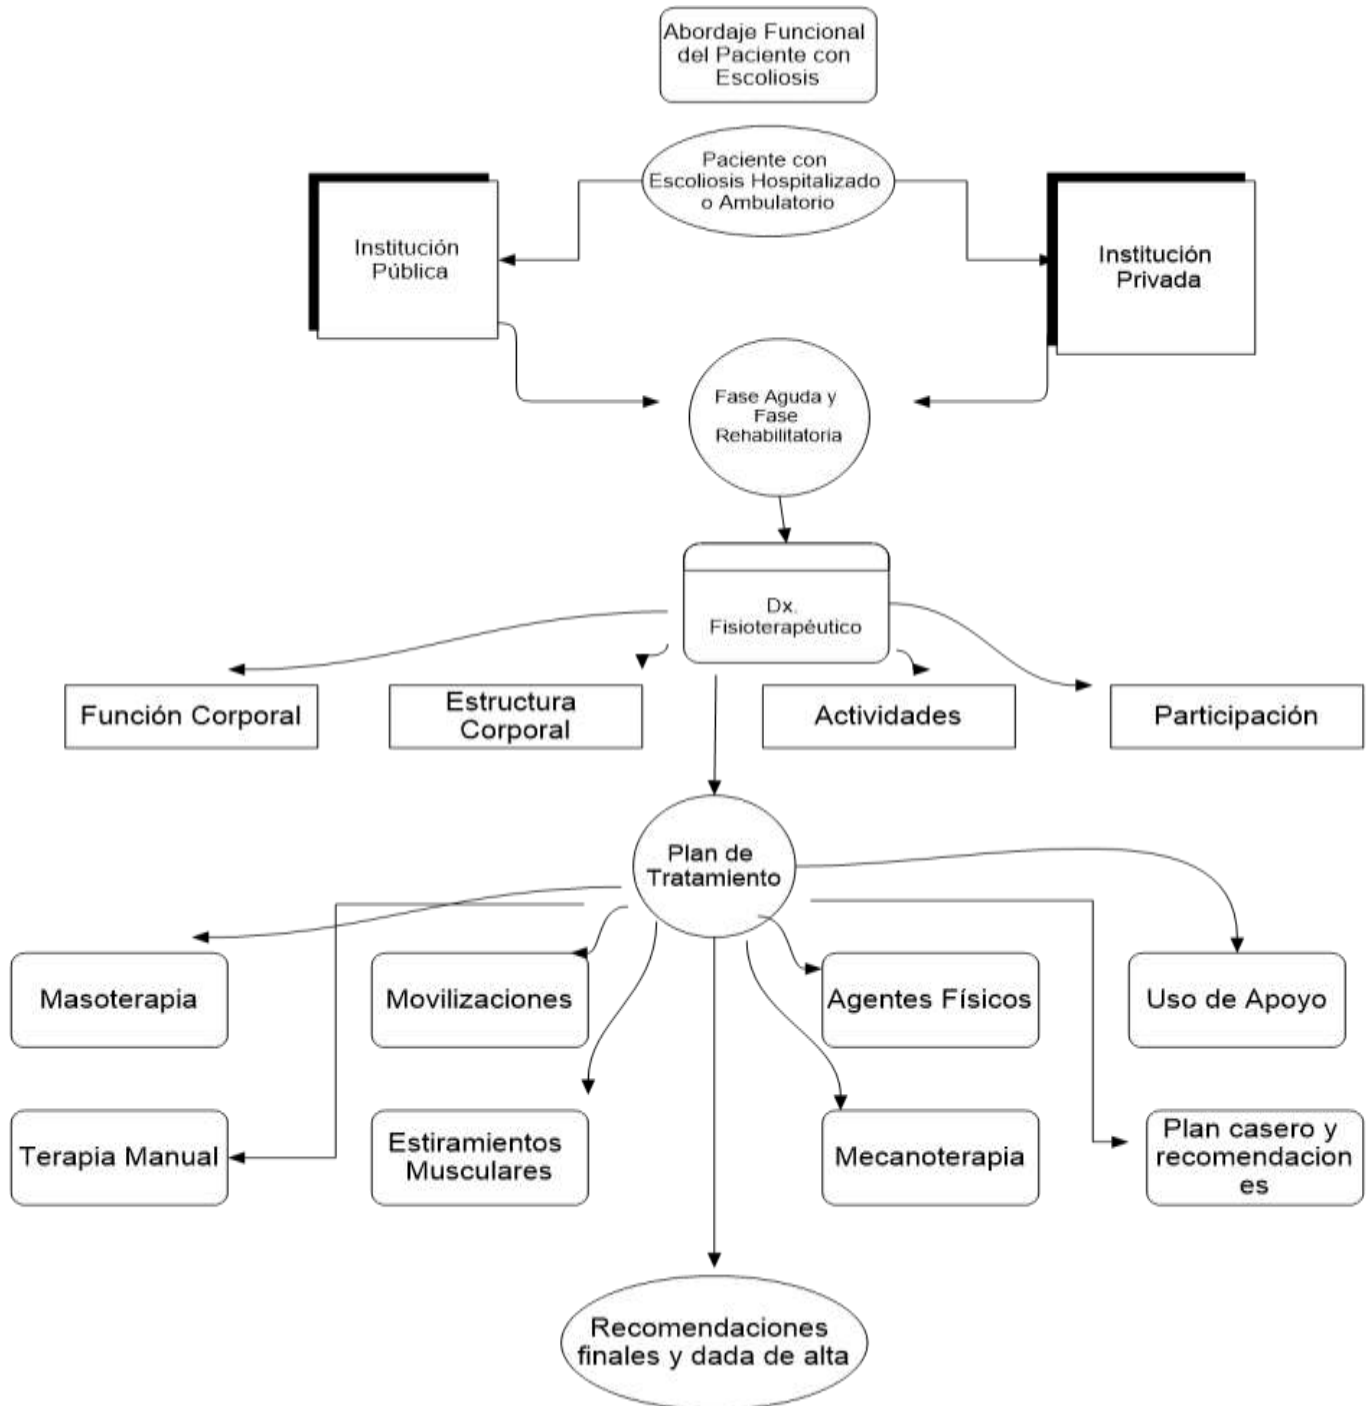 Abordaje Funcional
del Paciente con
Escoliosis
Paciente con
Escoliosis Hospitalizado
o Ambulatorio
Institución
Pública
Institución
Privada
Fase Aguda y
Fase
Rehabilitatoria
Dx.
Fisioterapéutico
Función Corporal
Estructura
Corporal
Actividades
Participación
Plan de
Tratamiento
Masoterapia
Movilizaciones
Agentes Físicos
Uso de Apoyo
Terapia Manual
Estiramientos
Musculares
Mecanoterapia
Plan casero y
recomendacion
es
Recomendaciones
finales y dada de alta